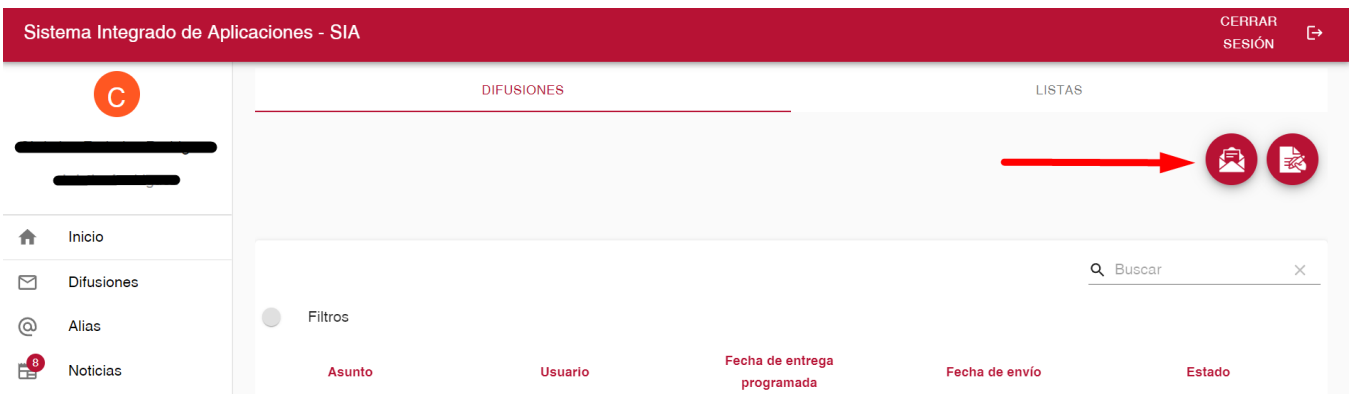 Sistema Integrado de Aplicaciones - SIA
CERRAR
SESIÓN
C
DIFUSIONES
LISTAS
Inicio
Buscar
Difusiones
Filtros
Alias
8
Noticias
Asunto
Usuario
Fecha de entrega
programada
Fecha de envío
Estado